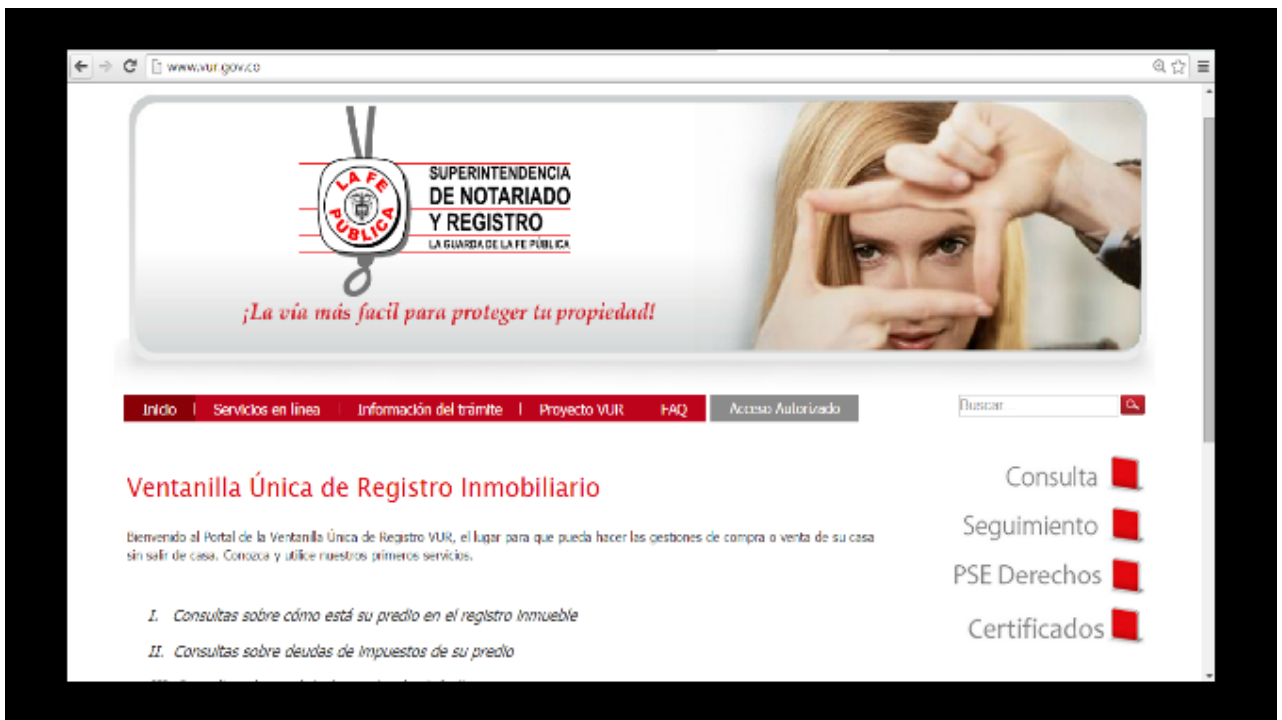 www.vur.gov.co
LA FE
PUBLICA
SUPERINTENDENCIA
DE NOTARIADO
Y REGISTRO
LA GUARDA DE LA FE PÚBLICA
¡La vía más facil para proteger tu propiedad!
Inicio | Servicios en línea | Información del trámite | Proyecto VUR FAQ Acceso Autorizado Buscar...
Ventanilla Única de Registro Inmobiliario
Bienvenido al Portal de la Ventanilla Única de Registro VUR, el lugar para que pueda hacer las gestiones de compra o venta de su casa
sin salir de casa. Conozca y utilice nuestros primeros servicios.
I. Consultas sobre cómo está su predio en el registro inmueble
II. Consultas sobre deudas de impuestos de su predio
Consulta
Seguimiento
PSE Derechos
Certificados